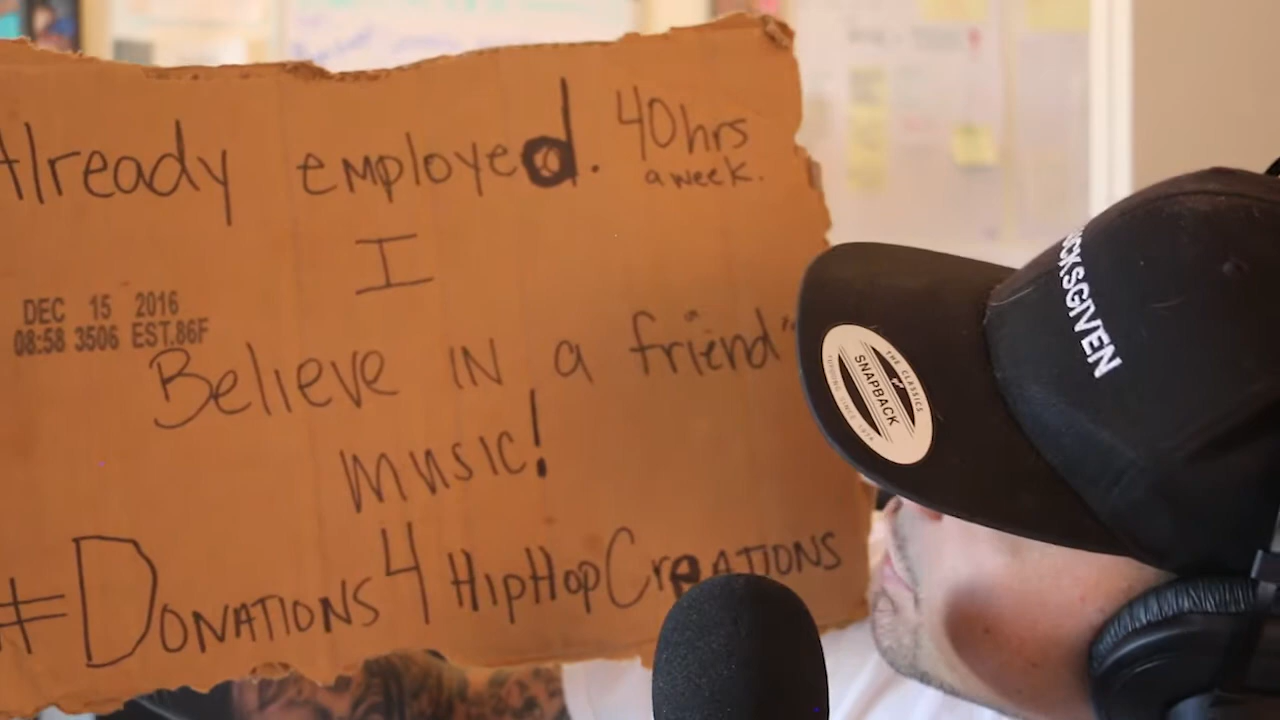 Already employed. 40hrs
a week.
I
DEC 15 2016
08:58 3506 EST.86F
Believe IN a friend"
music!
#DONATIONS4HipHopCreATIONS
UCKSGIVEN
THE CLASSICS
SNAPBACK